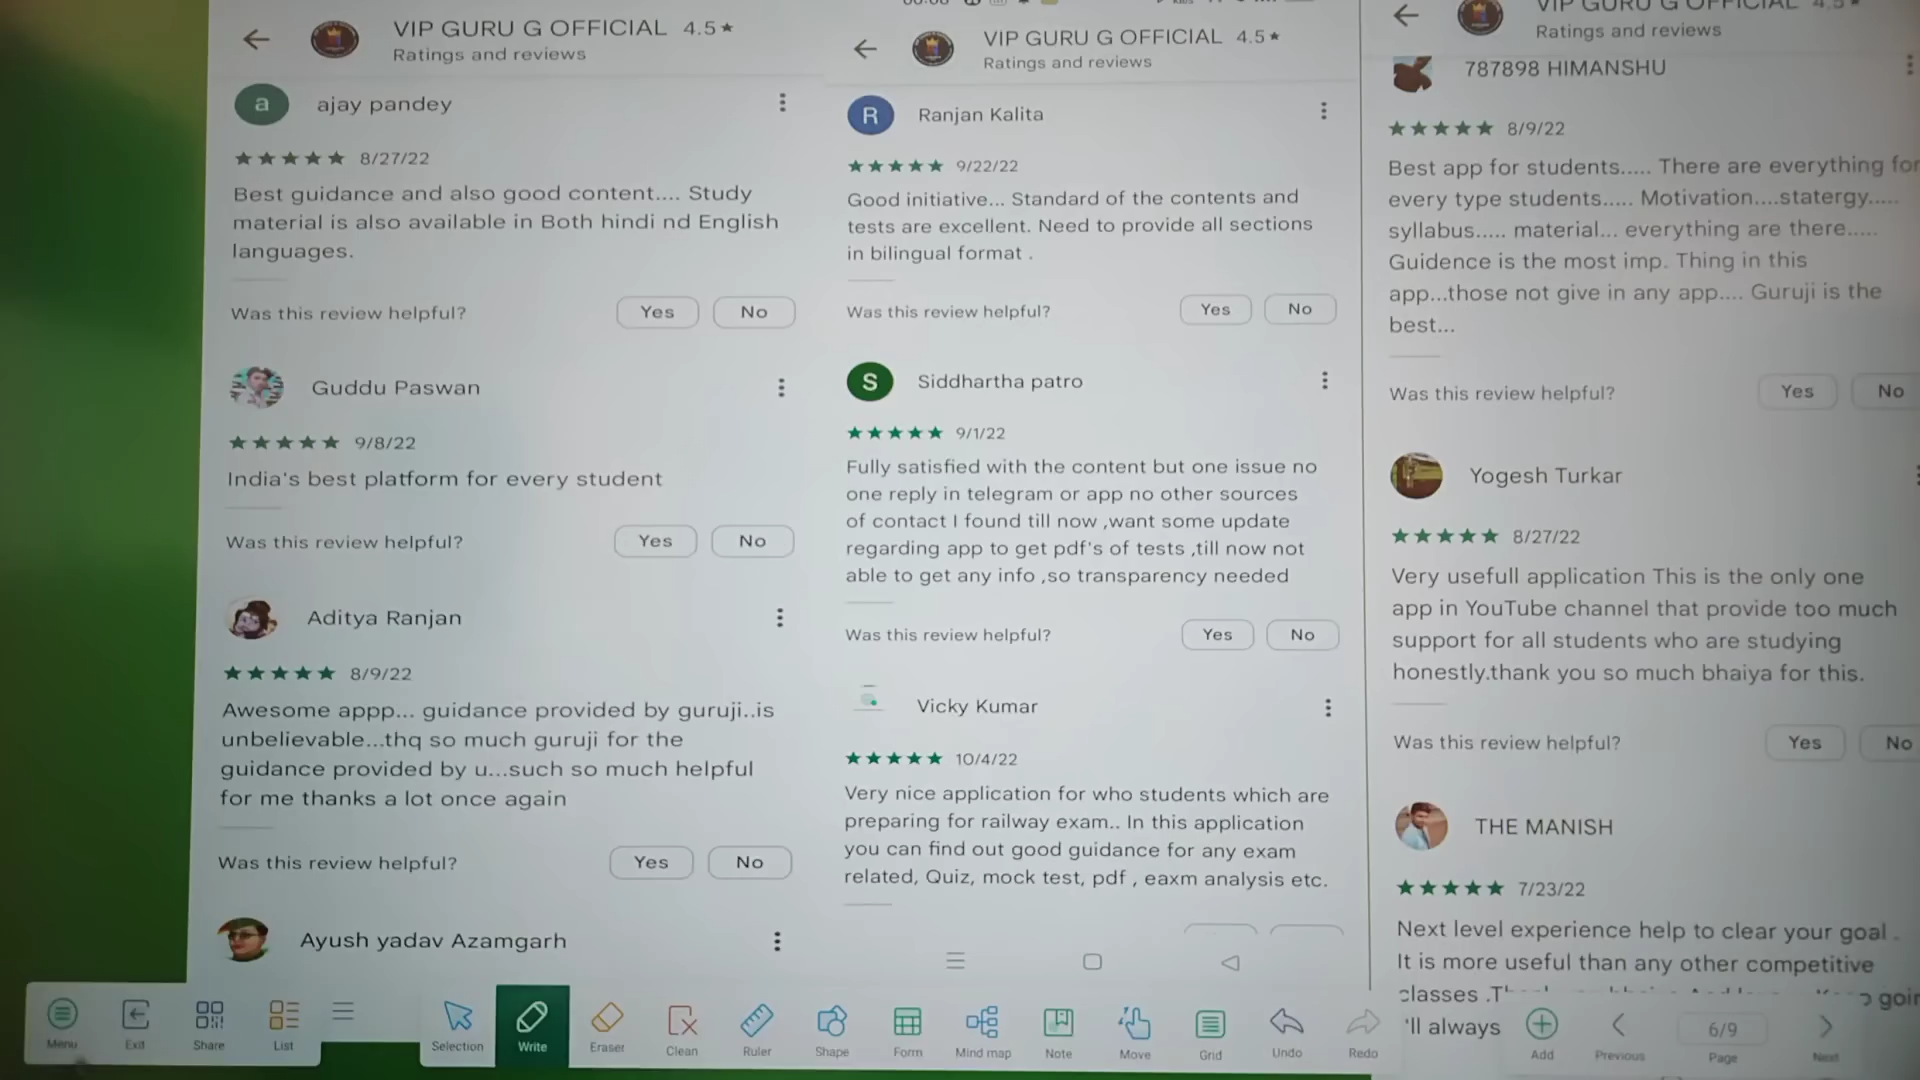 VIP GURU G OFFICIAL 4.5★
Ratings and reviews
a ajay pandey
★★★★★ 8/27/22
Best guidance and also good content.... Study
material is also available in Both hindi nd English
languages.
Was this review helpful? Yes No
Guddu Paswan
★★★★★ 9/8/22
India's best platform for every student
Was this review helpful? Yes No
Aditya Ranjan
★★★★★ 8/9/22
Awesome appp... guidance provided by guruji..is
unbelievable...thq so much guruji for the
guidance provided by u...such so much helpful
for me thanks a lot once again
Was this review helpful? Yes No
Ayush yadav Azamgarh
VIP GURU G OFFICIAL 4.5★
Ratings and reviews
R Ranjan Kalita
★★★★★ 9/22/22
Good initiative... Standard of the contents and
tests are excellent. Need to provide all sections
in bilingual format .
Was this review helpful? Yes No
S Siddhartha patro
★★★★★ 9/1/22
Fully satisfied with the content but one issue no
one reply in telegram or app no other sources
of contact I found till now ,want some update
regarding app to get pdf's of tests ,till now not
able to get any info ,so transparency needed
Was this review helpful? Yes No
Vicky Kumar
★★★★★ 10/4/22
Very nice application for who students which are
preparing for railway exam.. In this application
you can find out good guidance for any exam
related, Quiz, mock test, pdf , eaxm analysis etc.
VIP GURU G OFFICIAL 4.5★
Ratings and reviews
787898 HIMANSHU
★★★★★ 8/9/22
Best app for students..... There are everything for
every type students..... Motivation....statergy.....
syllabus..... material... everything are there.....
Guidence is the most imp. Thing in this
app...those not give in any app.... Guruji is the
best...
Was this review helpful? Yes No
Yogesh Turkar
★★★★★ 8/27/22
Very usefull application This is the only one
app in YouTube channel that provide too much
support for all students who are studying
honestly.thank you so much bhaiya for this.
Was this review helpful? Yes No
THE MANISH
★★★★★ 7/23/22
Next level experience help to clear your goal .
It is more useful than any other competitive
classes
'll always
Menu Exit Share List Selection Write Eraser Clean Ruler Shape Form Mind map Note Move Grid Undo Redo Add Previous 6/9 Page Next